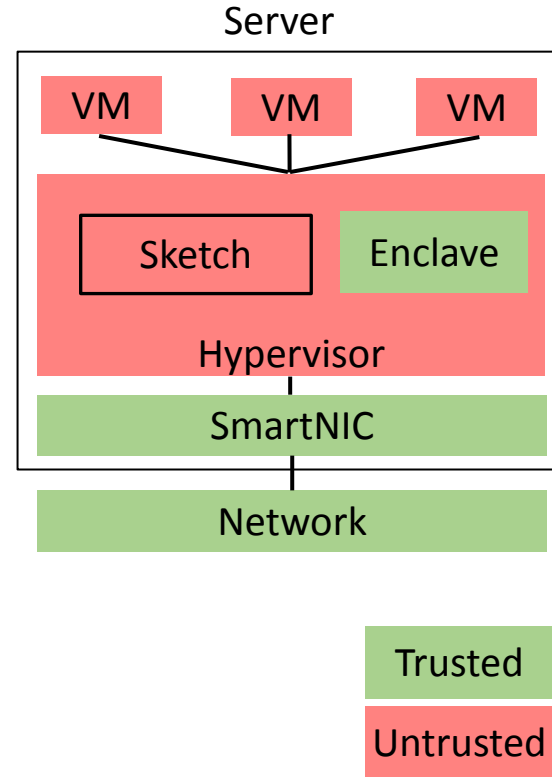 Server
VM VM VM
Sketch Enclave
Hypervisor
SmartNIC
Network
Trusted
Untrusted